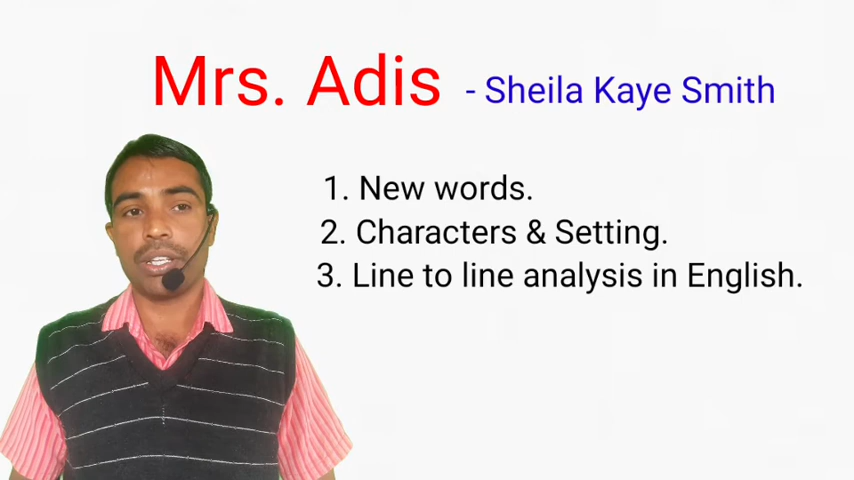 Mrs. Adis - Sheila Kaye Smith
1. New words.
2. Characters & Setting.
3. Line to line analysis in English.